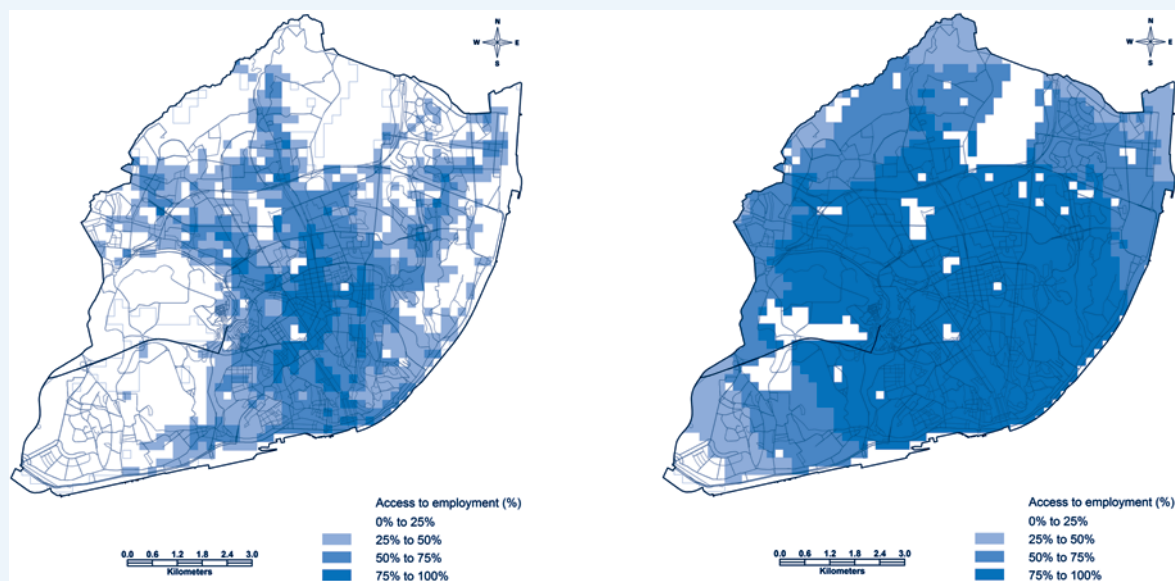 N
W E
S
Access to employment (%)
0% to 25%
25% to 50%
50% to 75%
75% to 100%
0.0 0.6 1.2 1.8 2.4 3.0
Kilometers
N
W E
S
Access to employment (%)
0% to 25%
25% to 50%
50% to 75%
75% to 100%
0.0 0.6 1.2 1.8 2.4 3.0
Kilometers